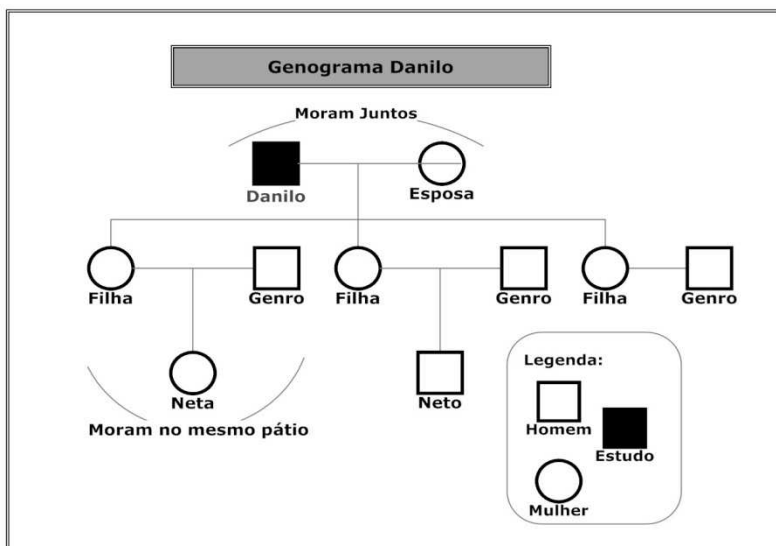 Genograma Danilo
Moram Juntos
Danilo
Esposa
Filha
Genro
Filha
Genro
Filha
Genro
Neta
Neto
Moram no mesmo pátio
Legenda:
Homem
Estudo
Mulher